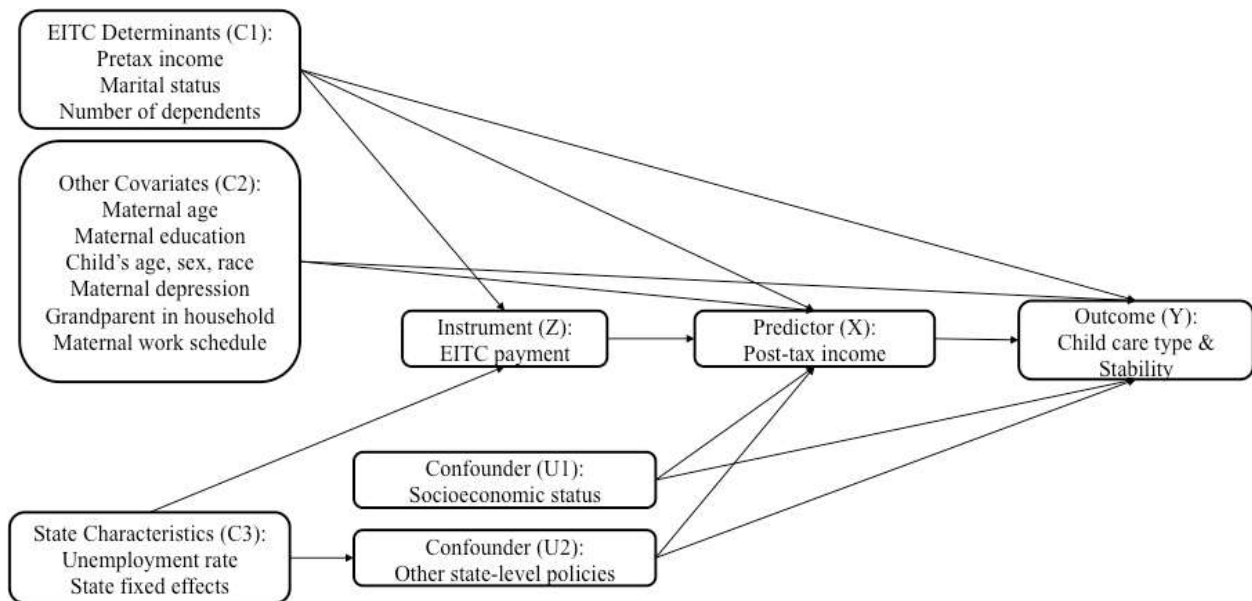 EITC Determinants (C1):
Pretax income
Marital status
Number of dependents
Other Covariates (C2):
Maternal age
Maternal education
Child's age, sex, race
Maternal depression
Grandparent in household
Maternal work schedule
Instrument (Z):
EITC payment
Predictor (X):
Post-tax income
Outcome (Y):
Child care type &
Stability
Confounder (U1):
Socioeconomic status
State Characteristics (C3):
Unemployment rate
State fixed effects
Confounder (U2):
Other state-level policies